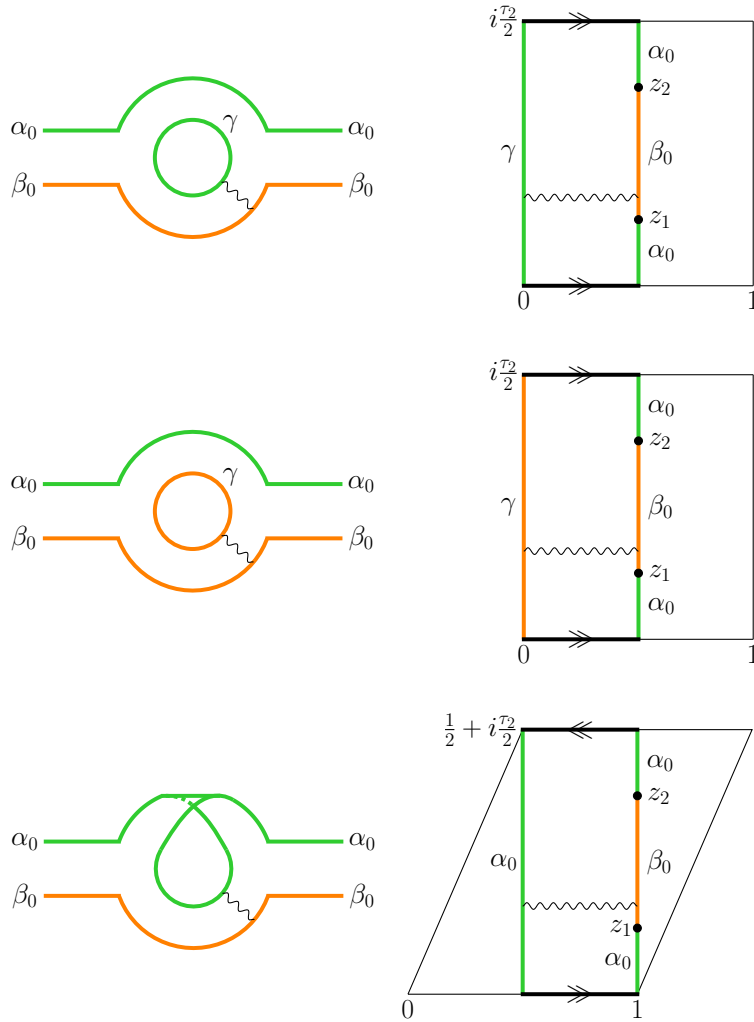 α₀ α₀
γ
β₀ β₀
i τ₂/2
α₀
z₂
γ β₀
z₁
α₀
0 1
α₀ α₀
γ
β₀ β₀
i τ₂/2
α₀
z₂
γ β₀
z₁
α₀
0 1
α₀ α₀
β₀ β₀
1/2 + i τ₂/2
α₀
z₂
α₀ β₀
z₁
α₀
0 1